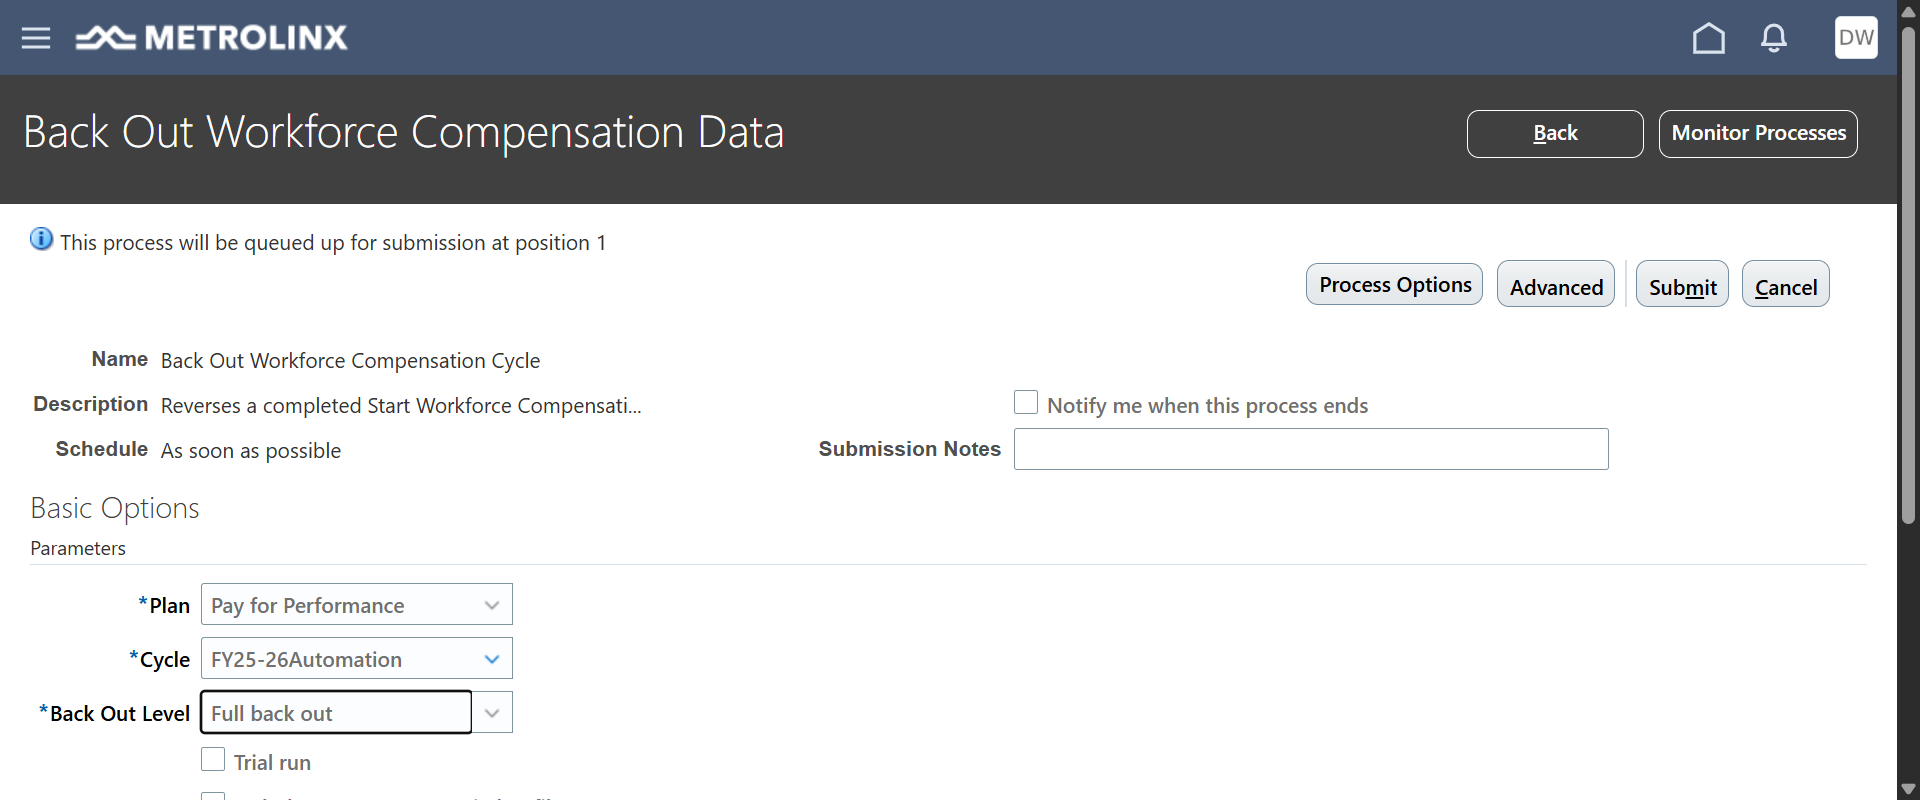 METROLINX
DW
Back Out Workforce Compensation Data
Back
Monitor Processes
This process will be queued up for submission at position 1
Process Options
Advanced
Submit
Cancel
Name Back Out Workforce Compensation Cycle
Description Reverses a completed Start Workforce Compensati...
Notify me when this process ends
Schedule As soon as possible
Submission Notes
Basic Options
Parameters
*Plan Pay for Performance
*Cycle FY25-26Automation
*Back Out Level Full back out
Trial run